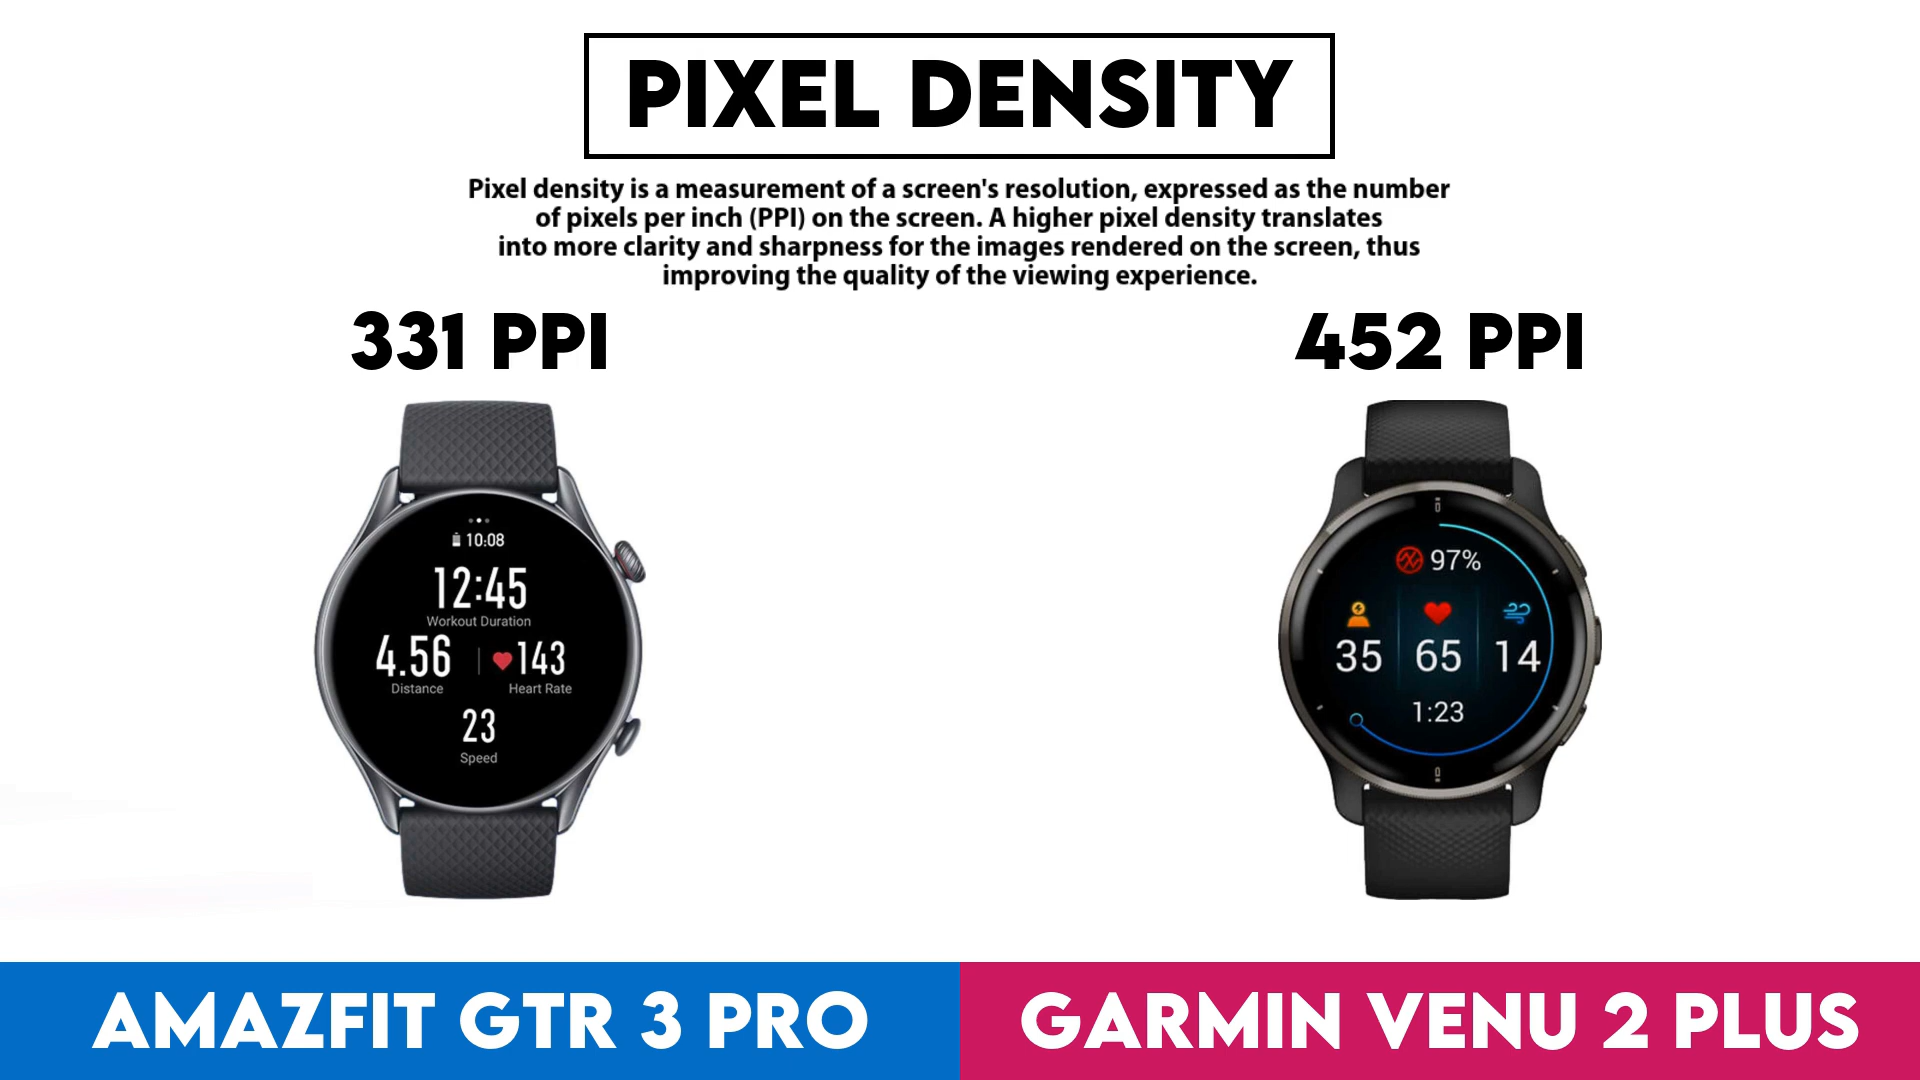 PIXEL DENSITY
Pixel density is a measurement of a screen's resolution, expressed as the number
of pixels per inch (PPI) on the screen. A higher pixel density translates
into more clarity and sharpness for the images rendered on the screen, thus
improving the quality of the viewing experience.
331 PPI
452 PPI
10:08
12:45
Workout Duration
4.56
143
Distance
Heart Rate
23
Speed
97%
35 65 14
1:23
AMAZFIT GTR 3 PRO
GARMIN VENU 2 PLUS